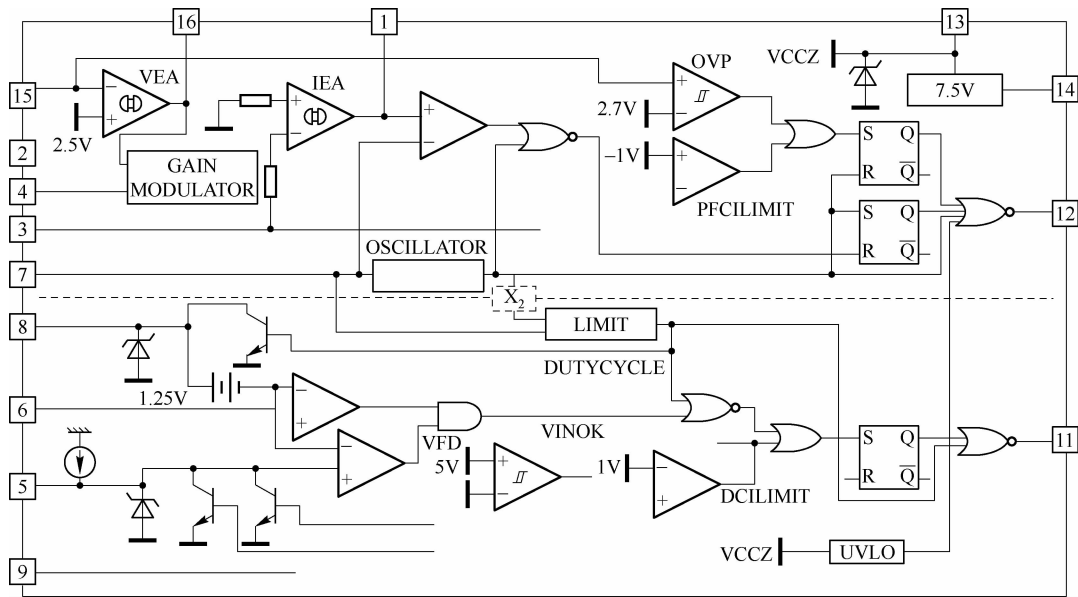 16
1
13
VCCZ
VEA
IEA
OVP
15
−
+
2.5V
+
−
+
−
+
−
2.7V
7.5V
14
2
4
3
GAIN
MODULATOR
−1V
+
−
PFCILIMIT
S Q
R Q̅
S Q
R Q̅
12
OSCILLATOR
7
X₂
8
LIMIT
DUTYCYCLE
1.25V
6
−
+
−
+
VFD
VINOK
5V
+
−
1V
−
+
DCILIMIT
S Q
R Q̅
11
5
VCCZ
UVLO
9